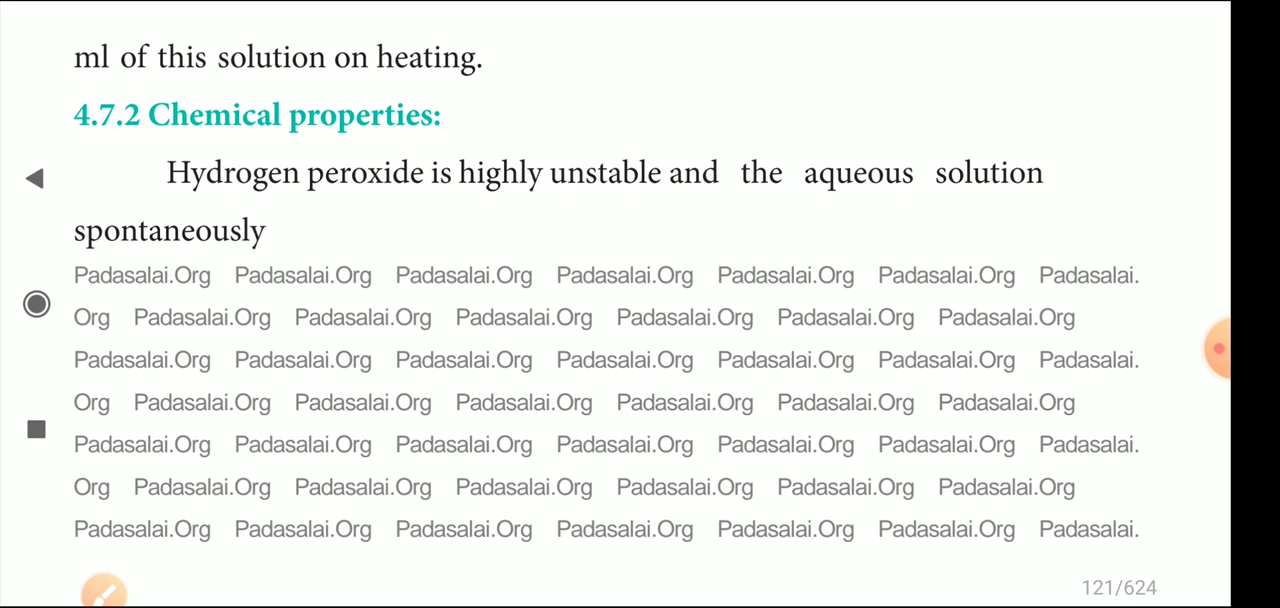 ml of this solution on heating.
4.7.2 Chemical properties:
Hydrogen peroxide is highly unstable and the aqueous solution
spontaneously
Padasalai.Org Padasalai.Org Padasalai.Org Padasalai.Org Padasalai.Org Padasalai.Org Padasalai.
Org Padasalai.Org Padasalai.Org Padasalai.Org Padasalai.Org Padasalai.Org Padasalai.Org
Padasalai.Org Padasalai.Org Padasalai.Org Padasalai.Org Padasalai.Org Padasalai.Org Padasalai.
Org Padasalai.Org Padasalai.Org Padasalai.Org Padasalai.Org Padasalai.Org Padasalai.Org
Padasalai.Org Padasalai.Org Padasalai.Org Padasalai.Org Padasalai.Org Padasalai.Org Padasalai.
Org Padasalai.Org Padasalai.Org Padasalai.Org Padasalai.Org Padasalai.Org Padasalai.Org
Padasalai.Org Padasalai.Org Padasalai.Org Padasalai.Org Padasalai.Org Padasalai.Org Padasalai.
121/624